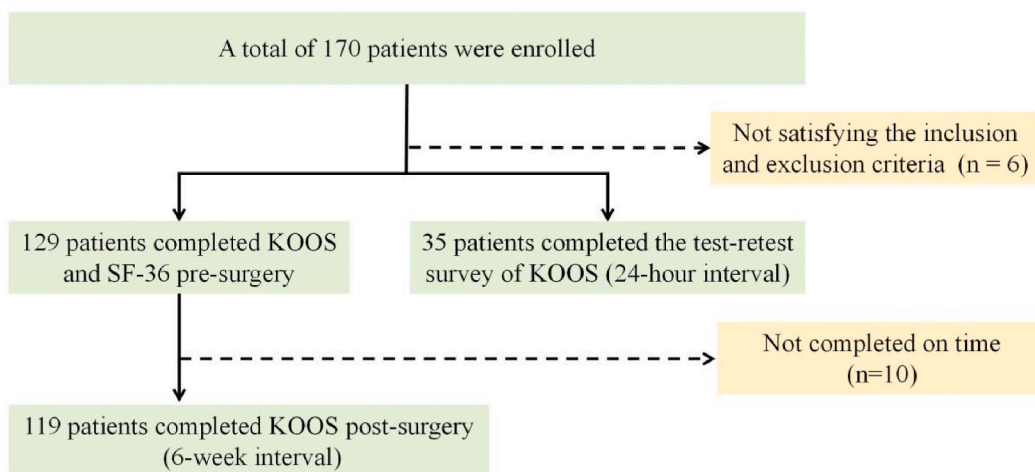 A total of 170 patients were enrolled
Not satisfying the inclusion
and exclusion criteria (n = 6)
129 patients completed KOOS
and SF-36 pre-surgery
35 patients completed the test-retest
survey of KOOS (24-hour interval)
Not completed on time
(n=10)
119 patients completed KOOS post-surgery
(6-week interval)